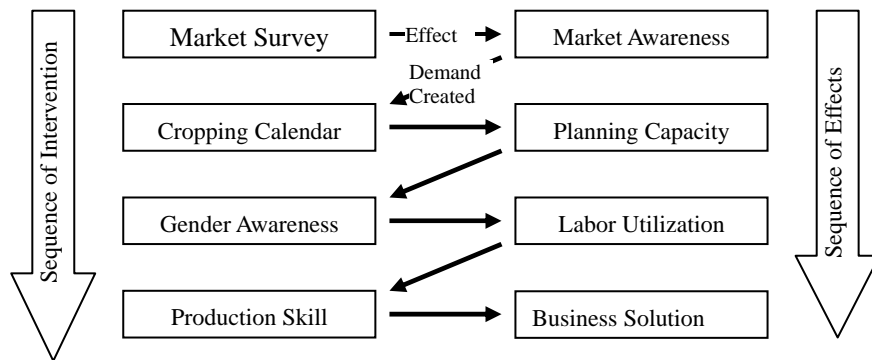 Sequence of Intervention
Market Survey
Effect
Market Awareness
Demand
Created
Cropping Calendar
Planning Capacity
Gender Awareness
Labor Utilization
Production Skill
Business Solution
Sequence of Effects